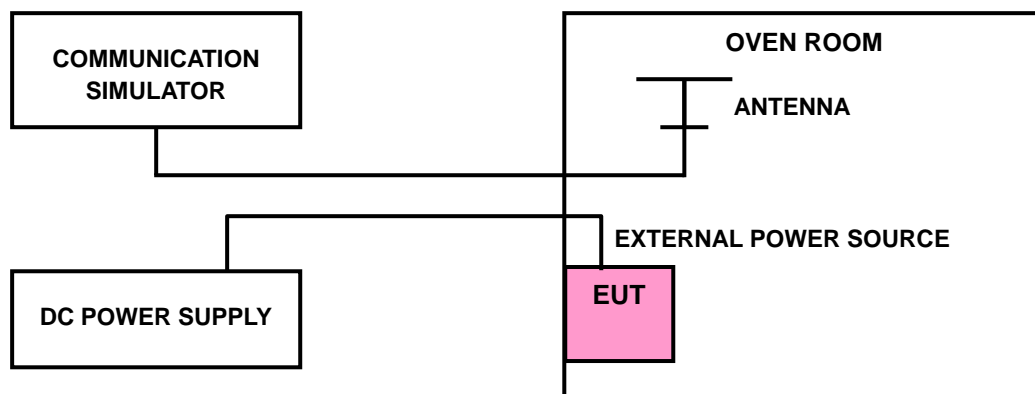 COMMUNICATION
SIMULATOR
OVEN ROOM
ANTENNA
EXTERNAL POWER SOURCE
DC POWER SUPPLY
EUT